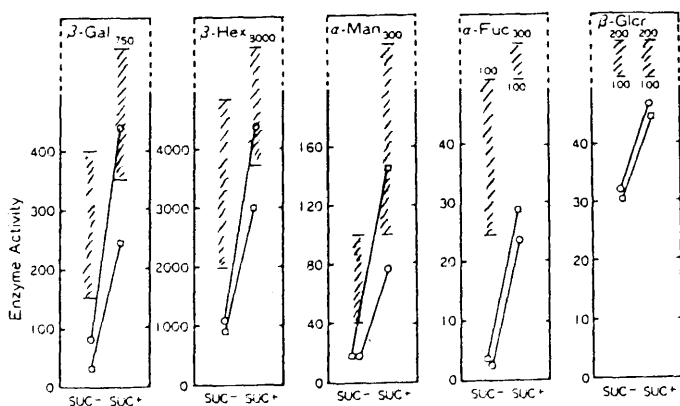 β-Gal
750
400
300
200
100
0
SUC- SUC+
Enzyme Activity
β-Hex
4000
3000
2000
1000
0
SUC- SUC+
α-Man
300
160
120
80
40
0
SUC- SUC+
α-Fuc
300
100
100
40
30
20
10
0
SUC- SUC+
β-Glcr
200 200
100 100
40
30
20
10
0
SUC- SUC+